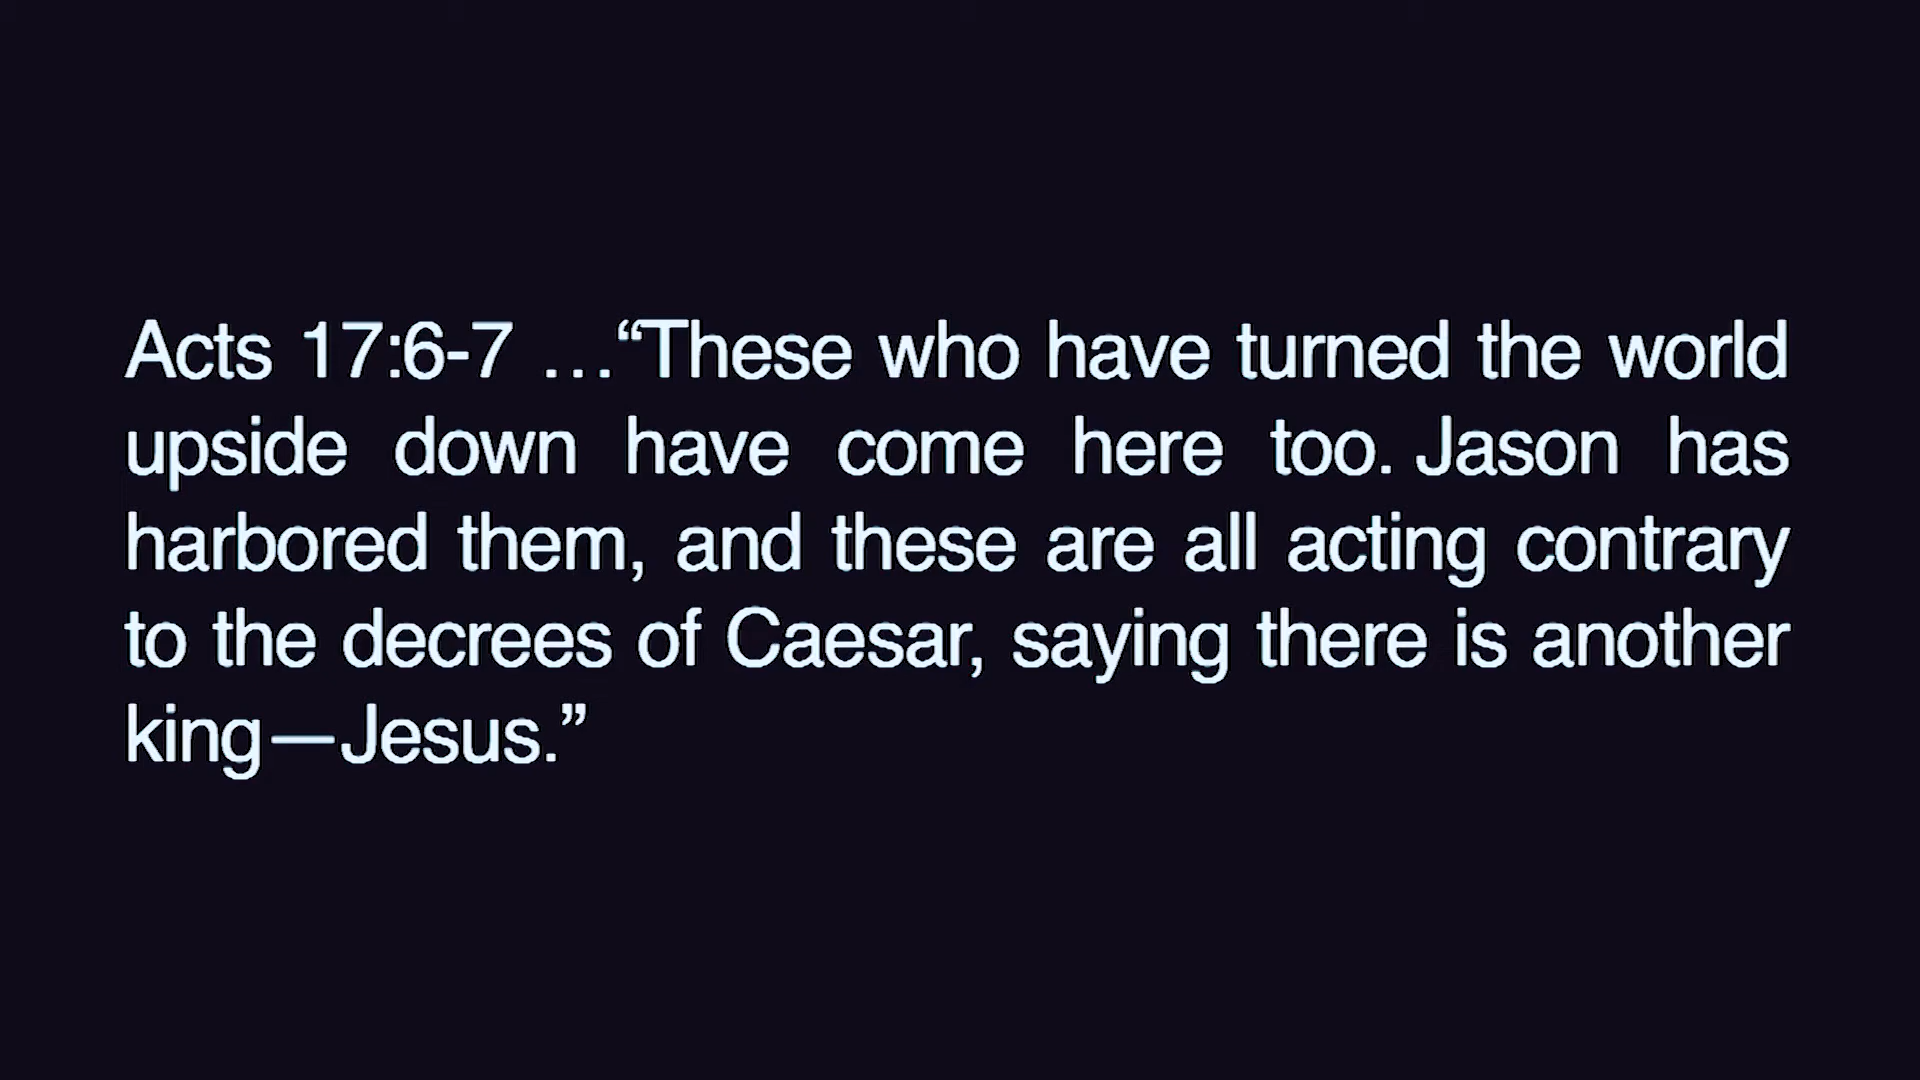 Acts 17:6-7 …“These who have turned the world
upside down have come here too. Jason has
harbored them, and these are all acting contrary
to the decrees of Caesar, saying there is another
king—Jesus.”